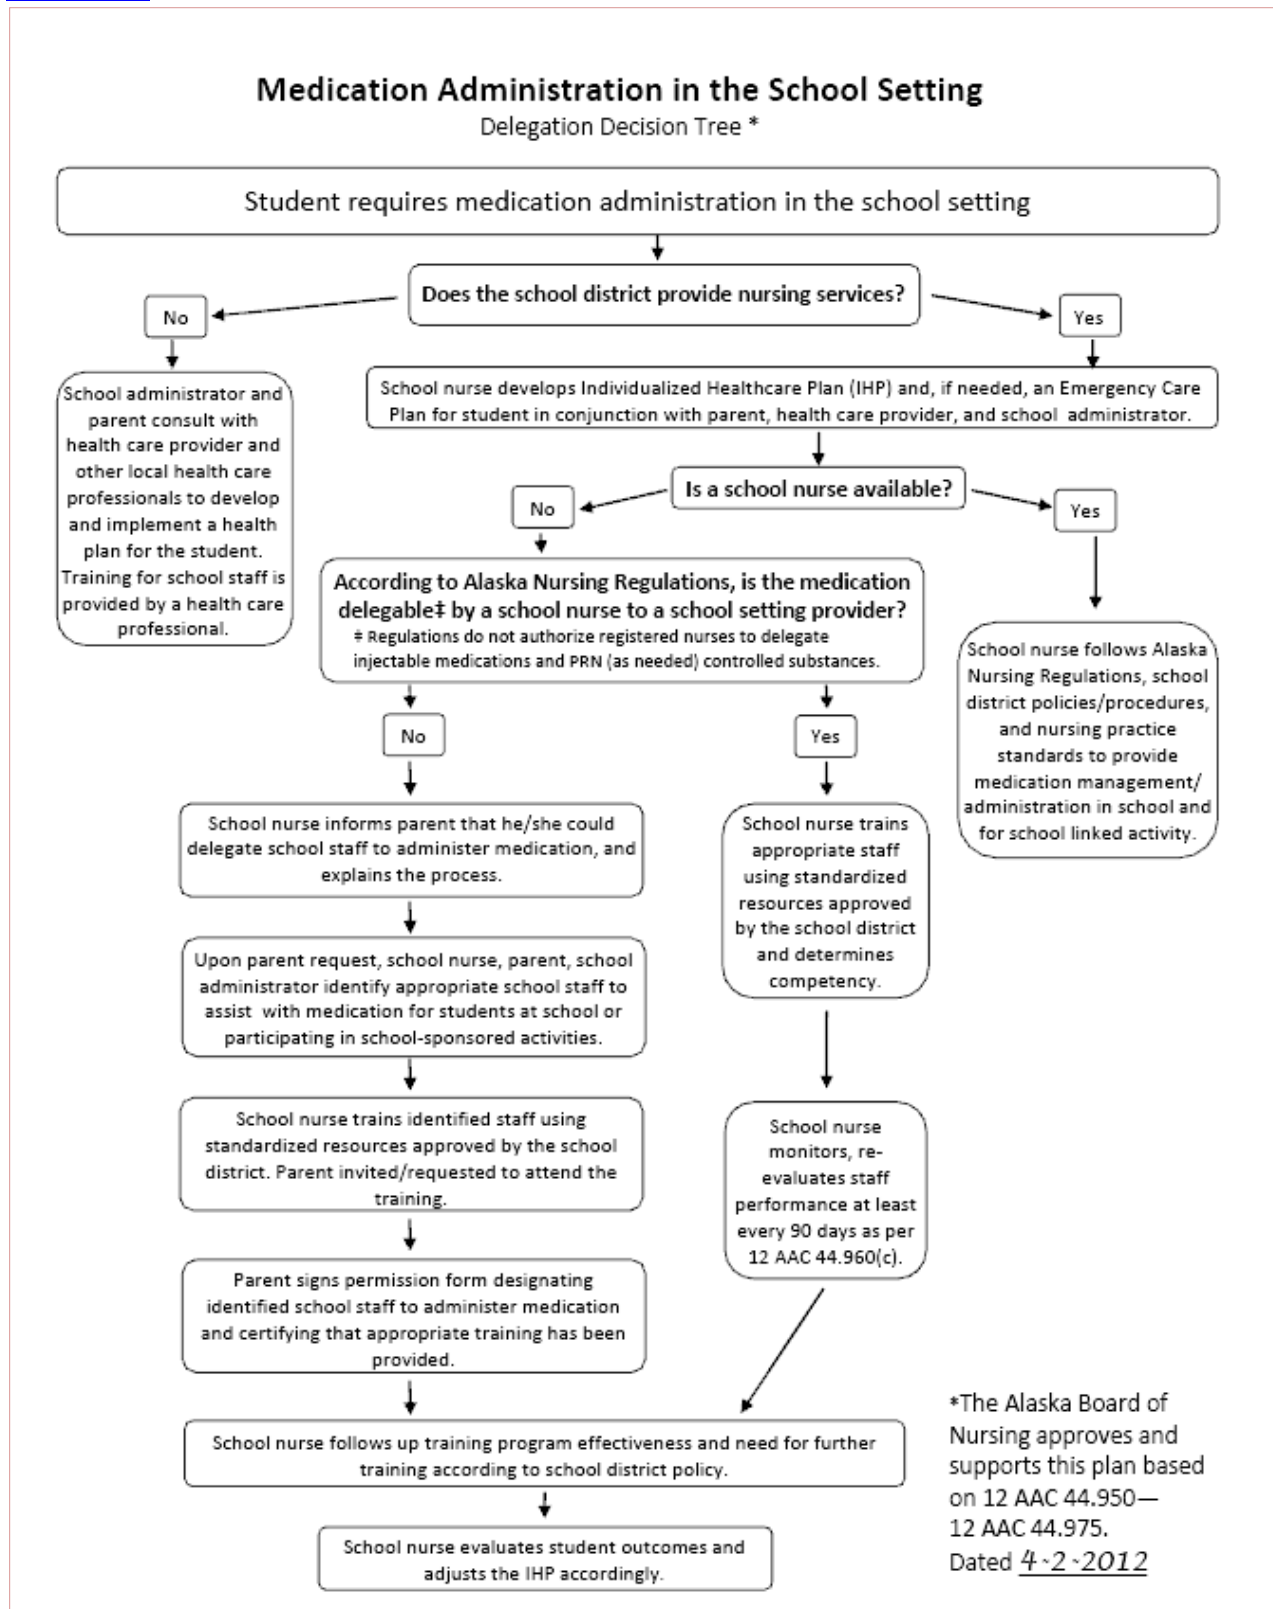 Medication Administration in the School Setting
Delegation Decision Tree *
Student requires medication administration in the school setting
Does the school district provide nursing services?
No
Yes
School administrator and
parent consult with
health care provider and
other local health care
professionals to develop
and implement a health
plan for the student.
Training for school staff is
provided by a health care
professional.
School nurse develops Individualized Healthcare Plan (IHP) and, if needed, an Emergency Care
Plan for student in conjunction with parent, health care provider, and school administrator.
Is a school nurse available?
No
Yes
According to Alaska Nursing Regulations, is the medication
delegable‡ by a school nurse to a school setting provider?
‡ Regulations do not authorize registered nurses to delegate
injectable medications and PRN (as needed) controlled substances.
School nurse follows Alaska
Nursing Regulations, school
district policies/procedures,
and nursing practice
standards to provide
medication management/
administration in school and
for school linked activity.
No
Yes
School nurse informs parent that he/she could
delegate school staff to administer medication, and
explains the process.
School nurse trains
appropriate staff
using standardized
resources approved
by the school district
and determines
competency.
Upon parent request, school nurse, parent, school
administrator identify appropriate school staff to
assist with medication for students at school or
participating in school-sponsored activities.
School nurse trains identified staff using
standardized resources approved by the school
district. Parent invited/requested to attend the
training.
School nurse
monitors, re-
evaluates staff
performance at least
every 90 days as per
12 AAC 44.960(c).
Parent signs permission form designating
identified school staff to administer medication
and certifying that appropriate training has been
provided.
School nurse follows up training program effectiveness and need for further
training according to school district policy.
School nurse evaluates student outcomes and
adjusts the IHP accordingly.
*The Alaska Board of
Nursing approves and
supports this plan based
on 12 AAC 44.950—
12 AAC 44.975.
Dated 4-2-2012